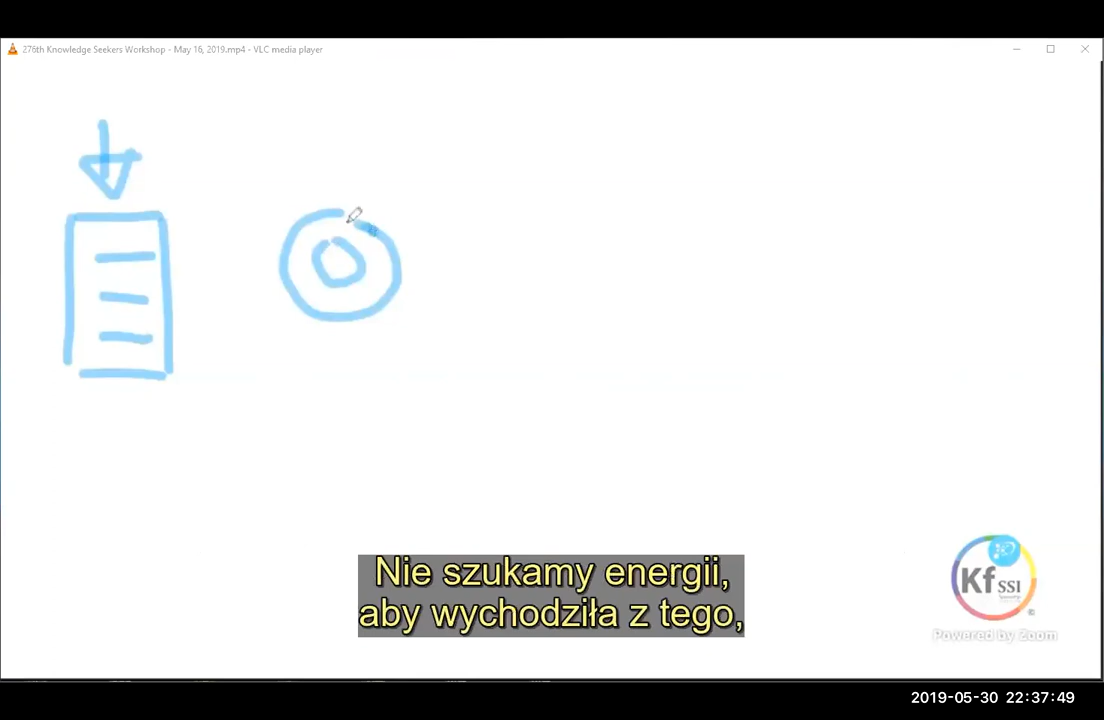 276th Knowledge Seekers Workshop - May 16, 2019.mp4 - VLC media player
Nie szukamy energii,
aby wychodziła z tego,
Kf SSI
Powered by Zoom
2019-05-30 22:37:49